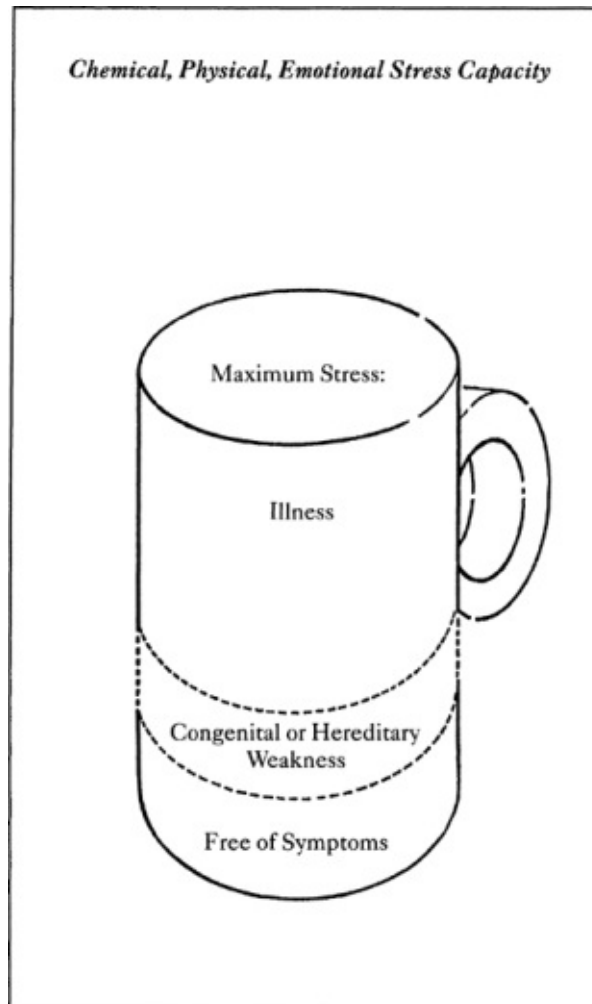 Chemical, Physical, Emotional Stress Capacity
Maximum Stress:
Illness
Congenital or Hereditary
Weakness
Free of Symptoms